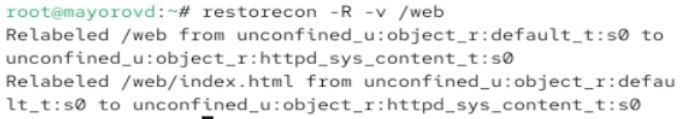 root@mayorovd:~# restorecon -R -v /web
Relabeled /web from unconfined_u:object_r:default_t:s0 to
unconfined_u:object_r:httpd_sys_content_t:s0
Relabeled /web/index.html from unconfined_u:object_r:defau
lt_t:s0 to unconfined_u:object_r:httpd_sys_content_t:s0